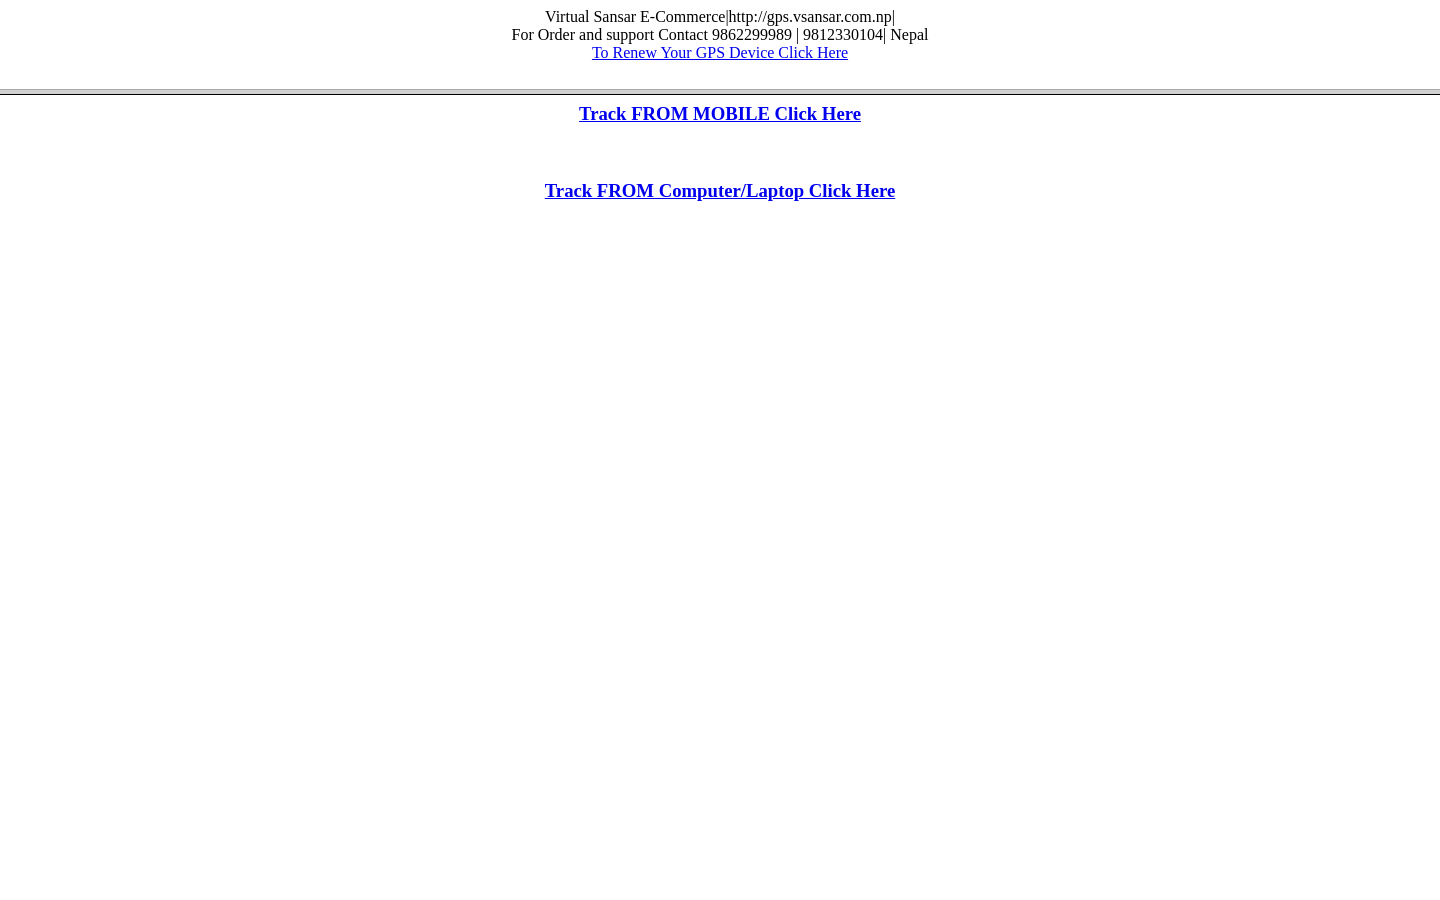 Virtual Sansar E-Commerce|http://gps.vsansar.com.np|
For Order and support Contact 9862299989 | 9812330104| Nepal
To Renew Your GPS Device Click Here
Track FROM MOBILE Click Here
Track FROM Computer/Laptop Click Here